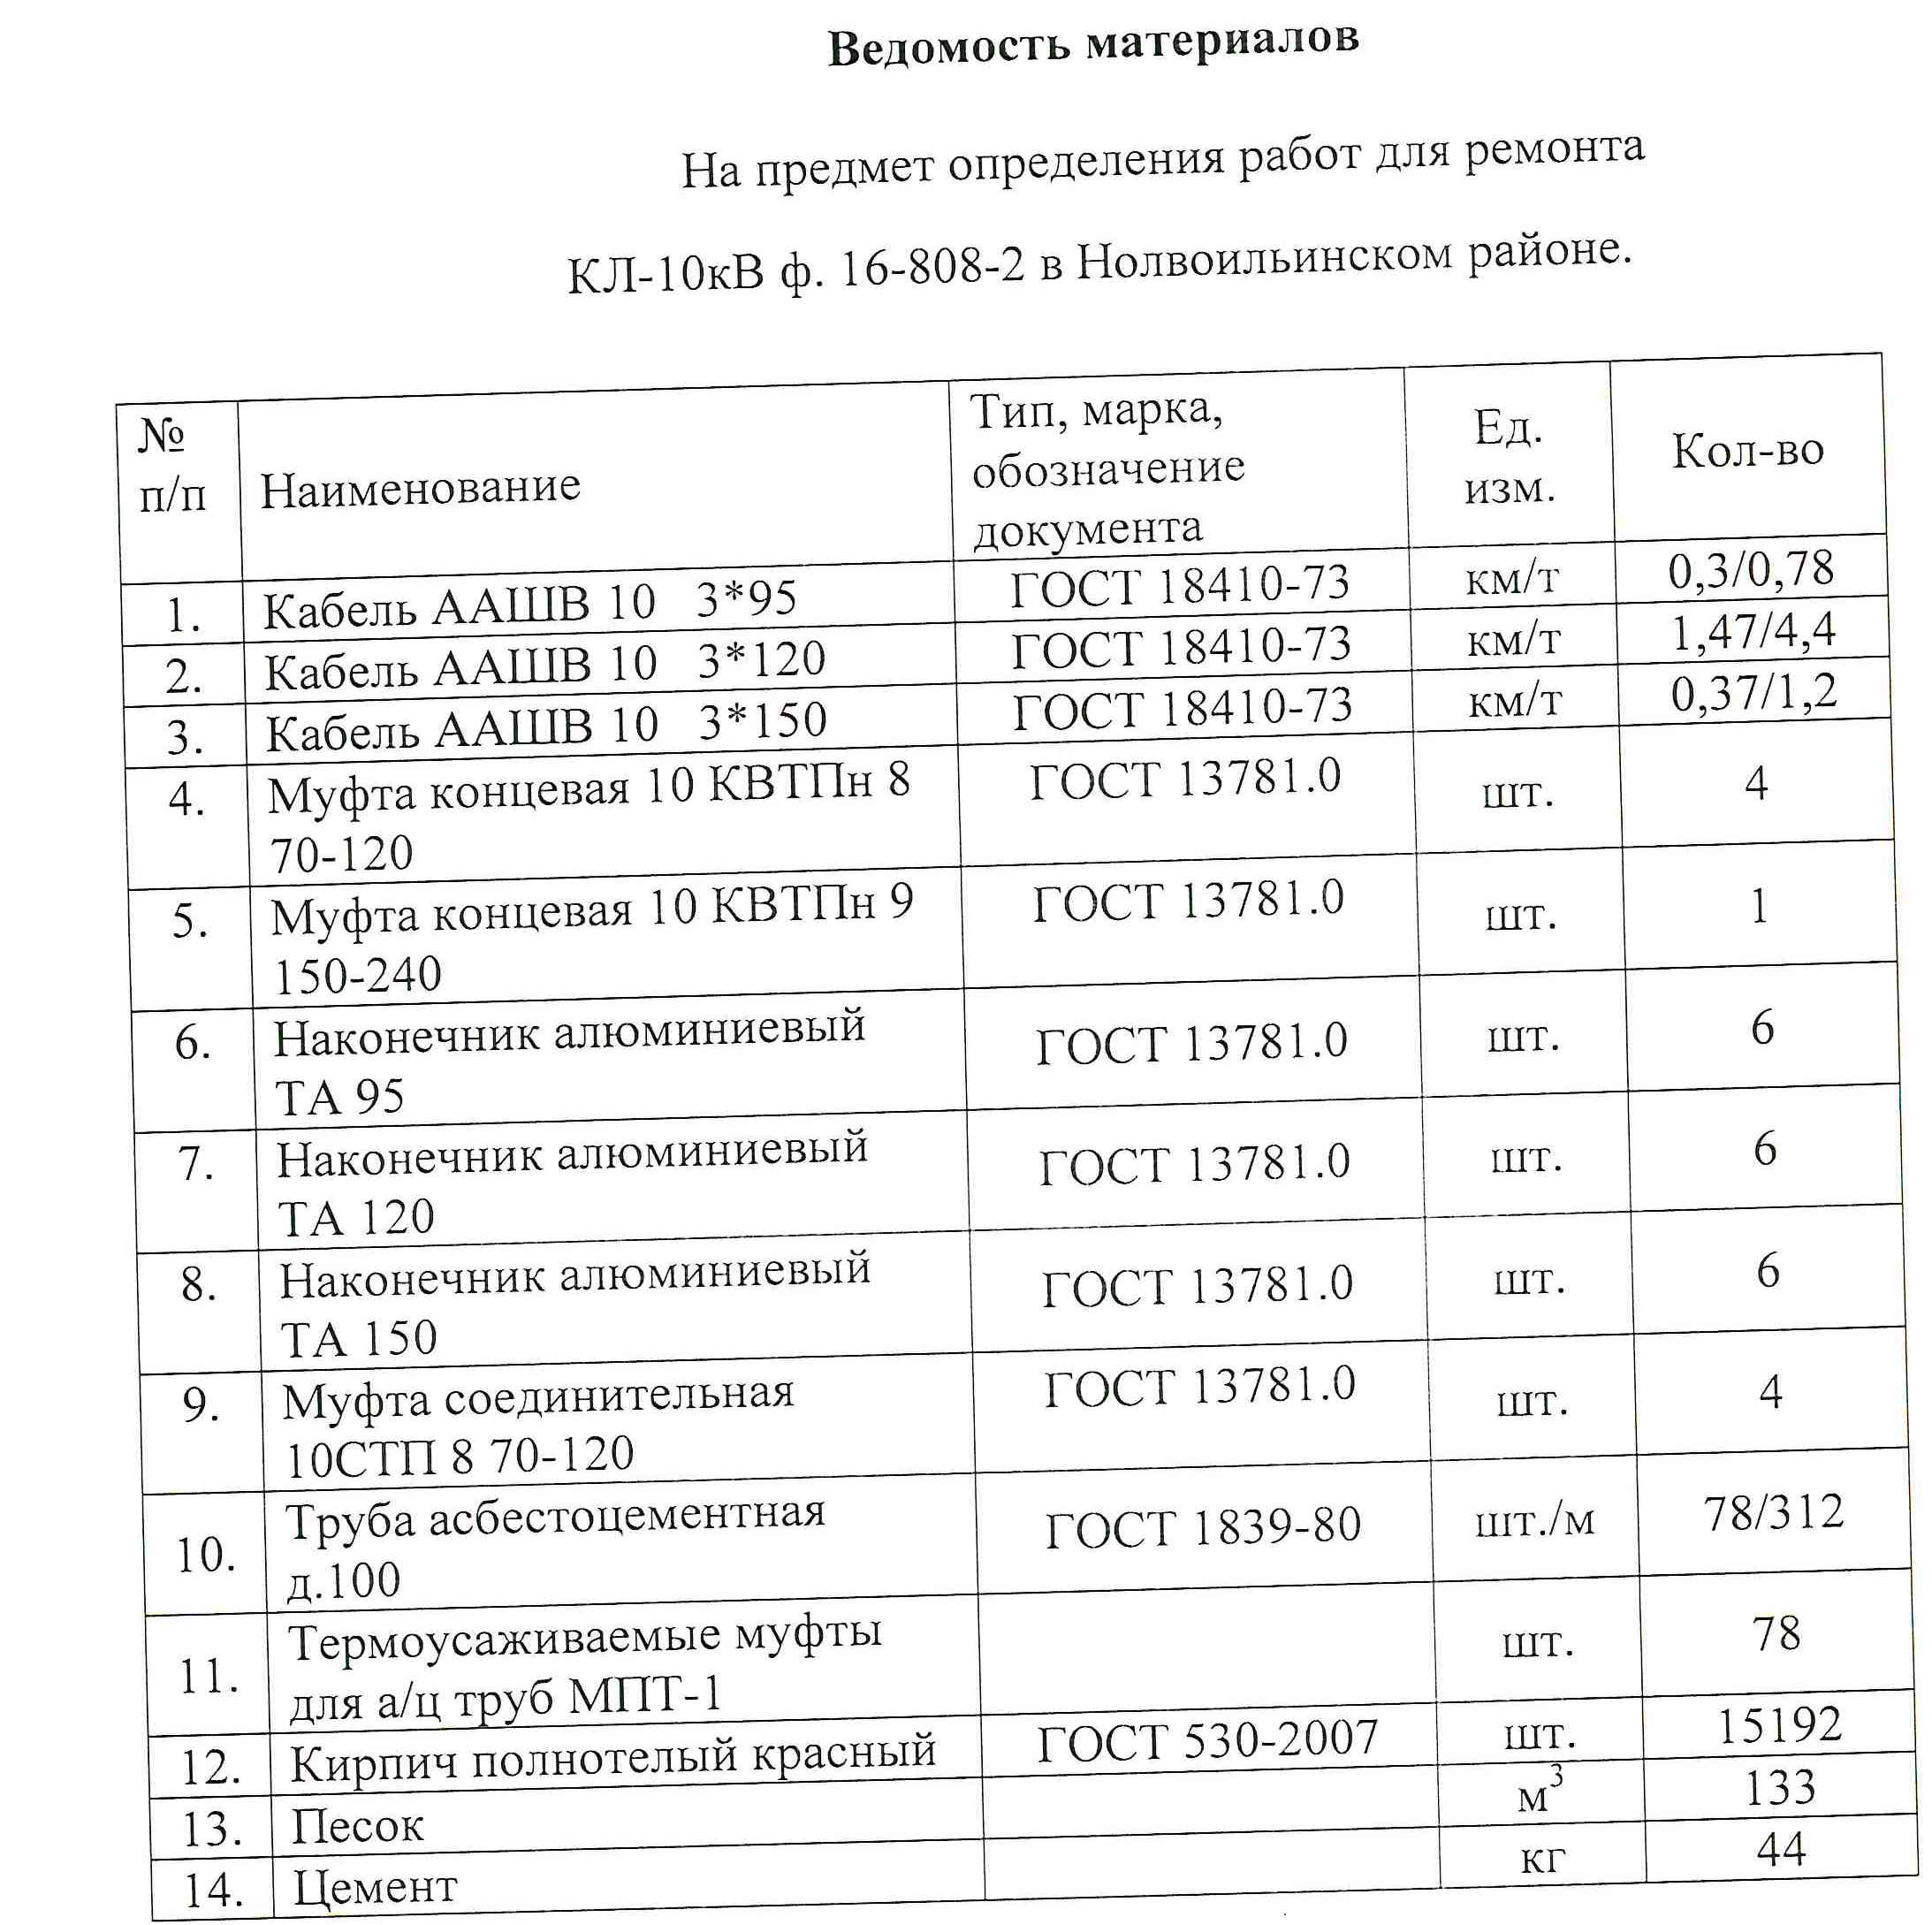 Ведомость материалов
На предмет определения работ для ремонта
КЛ-10кВ ф. 16-808-2 в Нолвоильинском районе.
№ п/п Наименование Тип, марка, обозначение документа Ед. изм. Кол-во
1. Кабель ААШВ 10 3*95 ГОСТ 18410-73 км/т 0,3/0,78
2. Кабель ААШВ 10 3*120 ГОСТ 18410-73 км/т 1,47/4,4
3. Кабель ААШВ 10 3*150 ГОСТ 18410-73 км/т 0,37/1,2
4. Муфта концевая 10 КВТПн 8 ГОСТ 13781.0 шт. 4
70-120
5. Муфта концевая 10 КВТПн 9 ГОСТ 13781.0 шт. 1
150-240
6. Наконечник алюминиевый ГОСТ 13781.0 шт. 6
ТА 95
7. Наконечник алюминиевый ГОСТ 13781.0 шт. 6
ТА 120
8. Наконечник алюминиевый ГОСТ 13781.0 шт. 6
ТА 150
9. Муфта соединительная ГОСТ 13781.0 шт. 4
10СТП 8 70-120
10. Труба асбестоцементная ГОСТ 1839-80 шт./м 78/312
д.100
11. Термоусаживаемые муфты шт. 78
для а/ц труб МПТ-1
12. Кирпич полнотелый красный ГОСТ 530-2007 шт. 15192
13. Песок м³ 133
14. Цемент кг 44